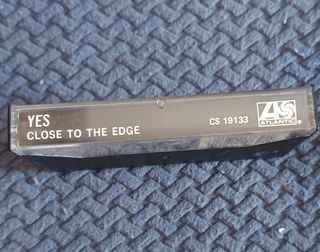 YES
CLOSE TO THE EDGE
CS 19133
ATLANTIC®